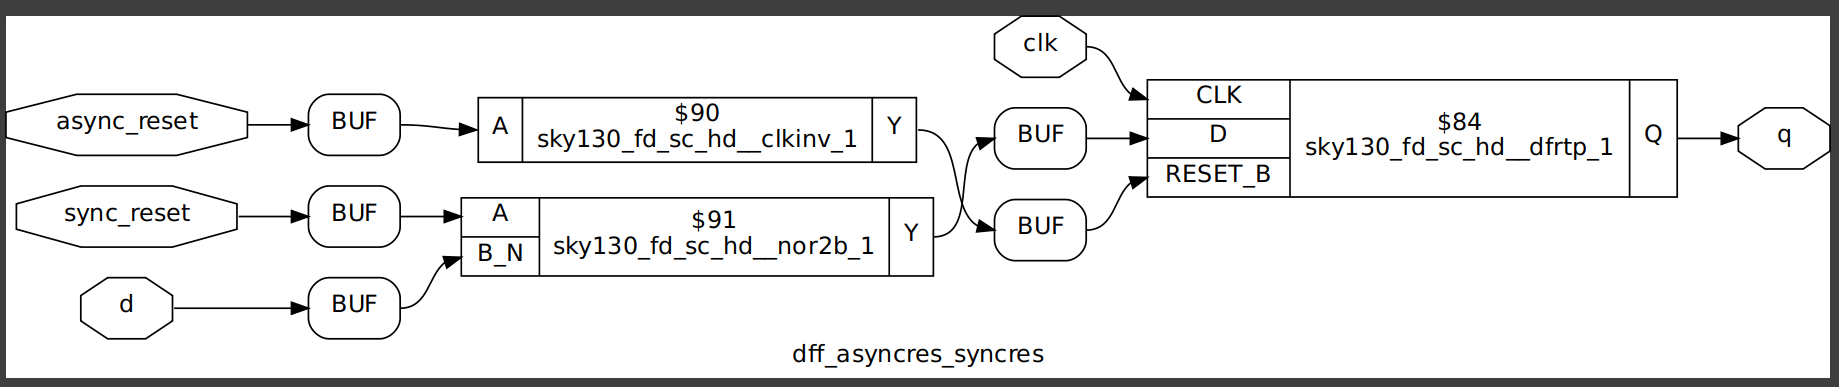 clk
async_reset
BUF
A
$90
sky130_fd_sc_hd__clkinv_1
Y
sync_reset
BUF
A
B_N
$91
sky130_fd_sc_hd__nor2b_1
Y
d
BUF
BUF
BUF
CLK
D
RESET_B
$84
sky130_fd_sc_hd__dfrtp_1
Q
q
dff_asyncres_syncres